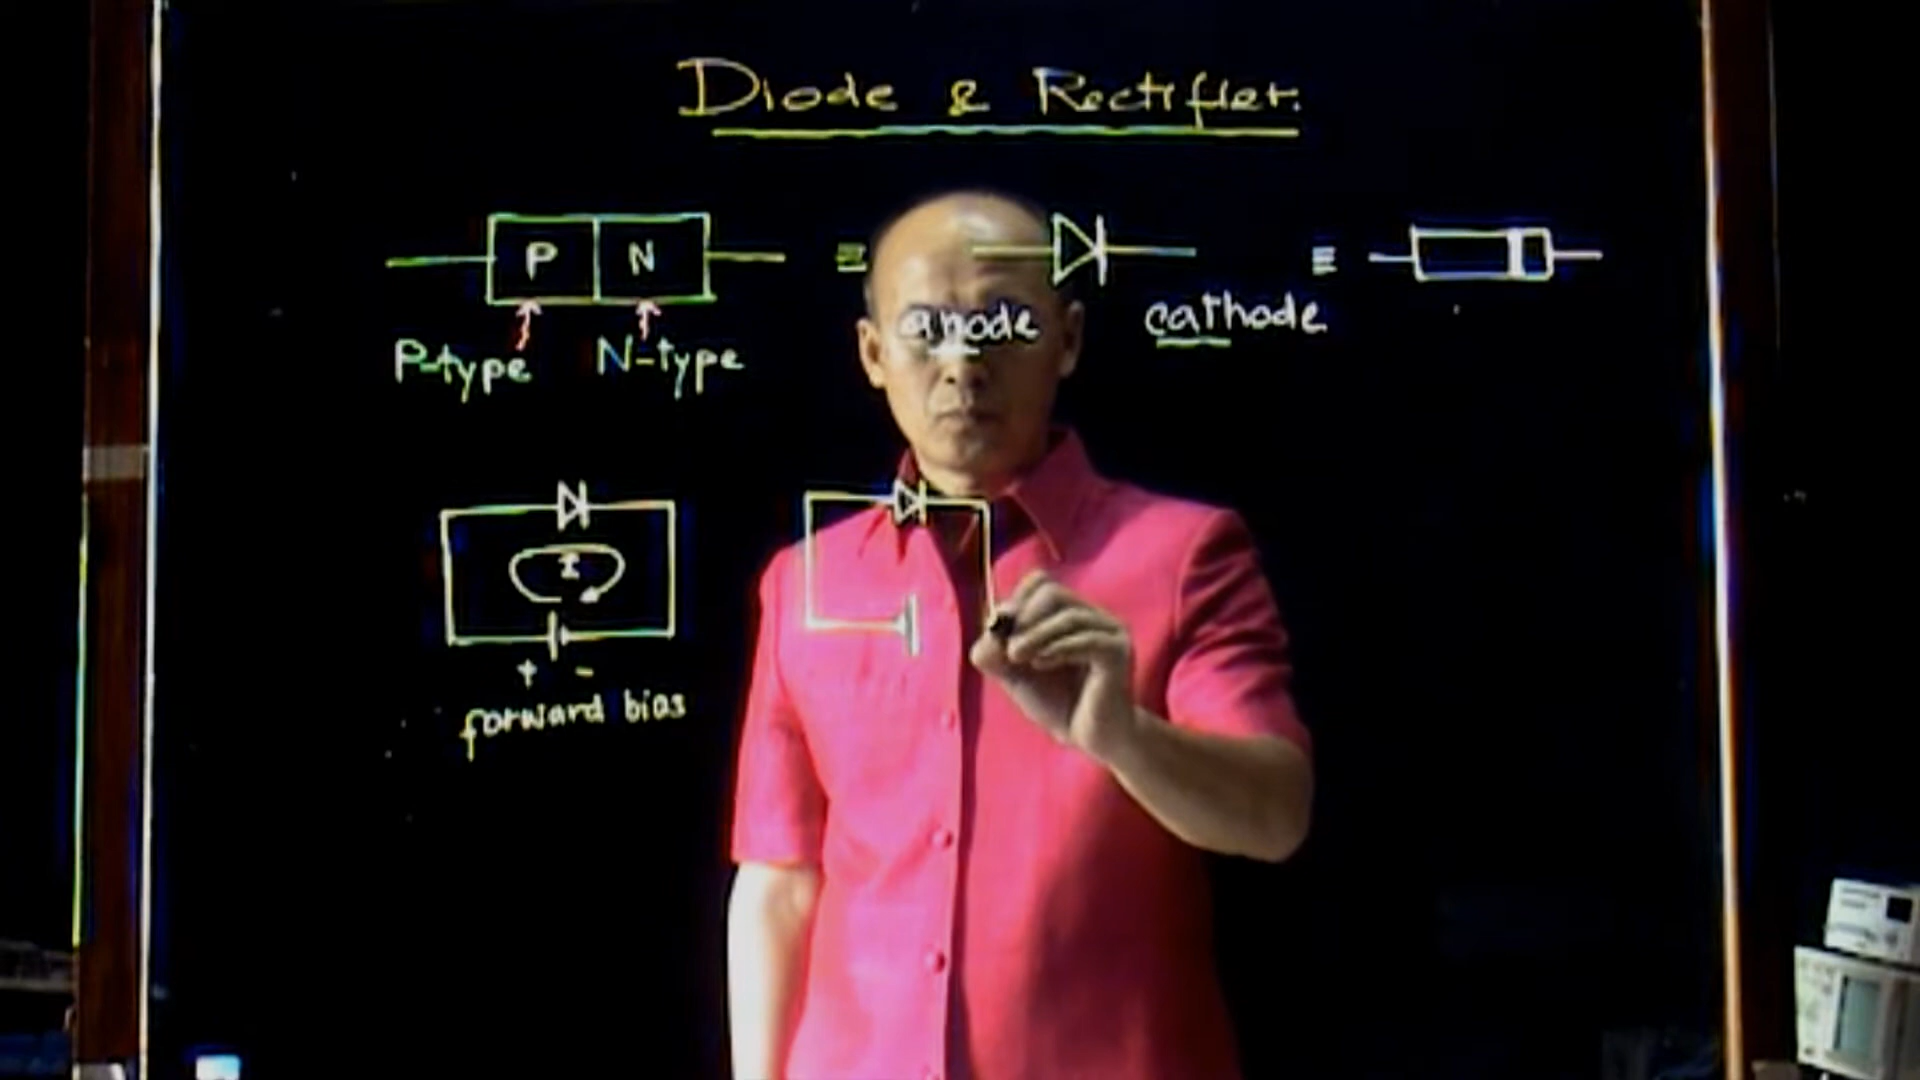 Diode & Rectifier.
P N ≡ ≡
anode cathode
P-type N-type
I
+ -
forward bias